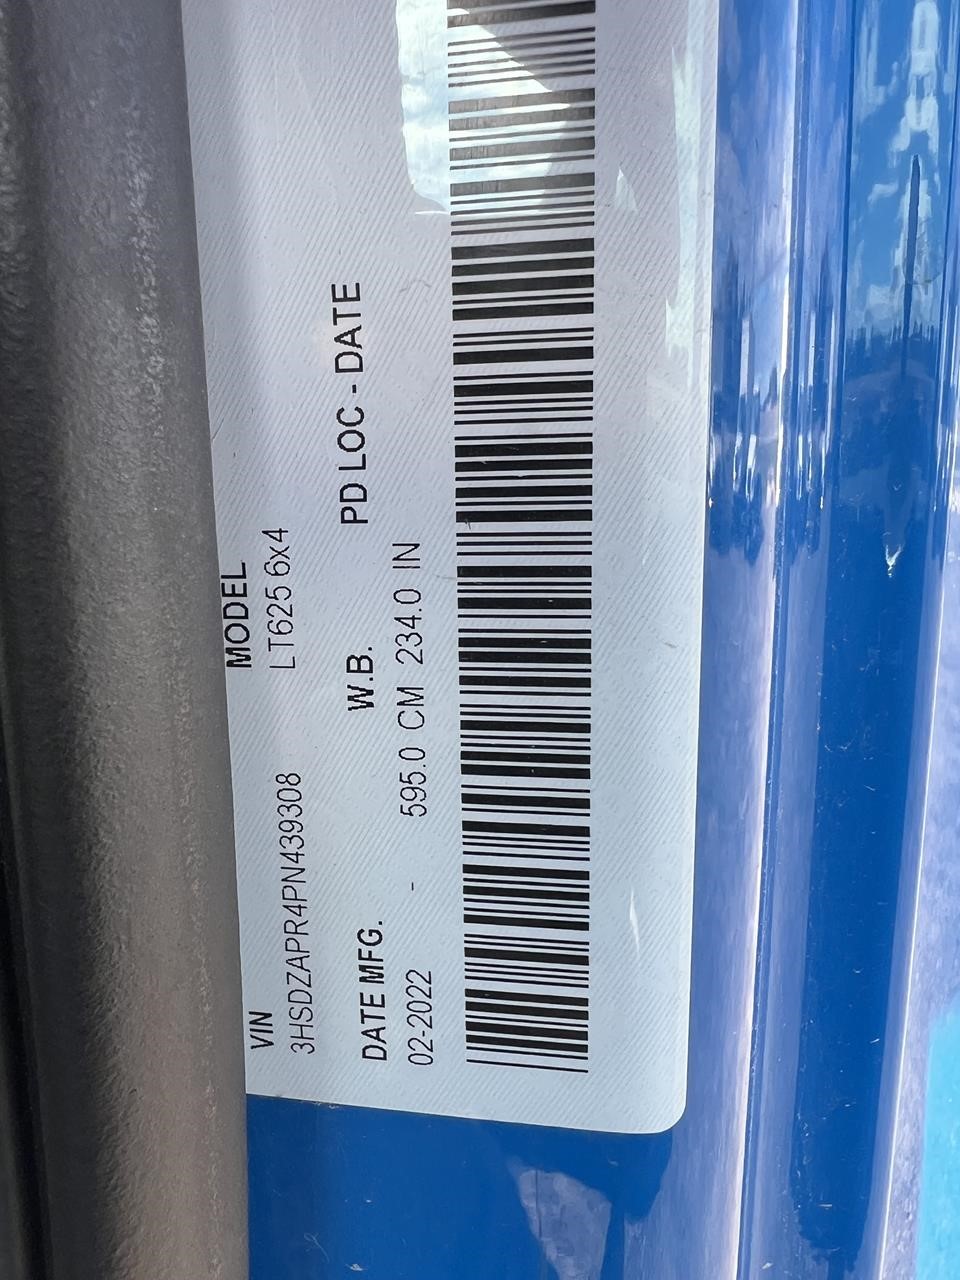 VIN MODEL
3HSDZAPR4PN439308 LT625 6x4
DATE MFG. W.B. PD LOC - DATE
02-2022 - 595.0 CM 234.0 IN